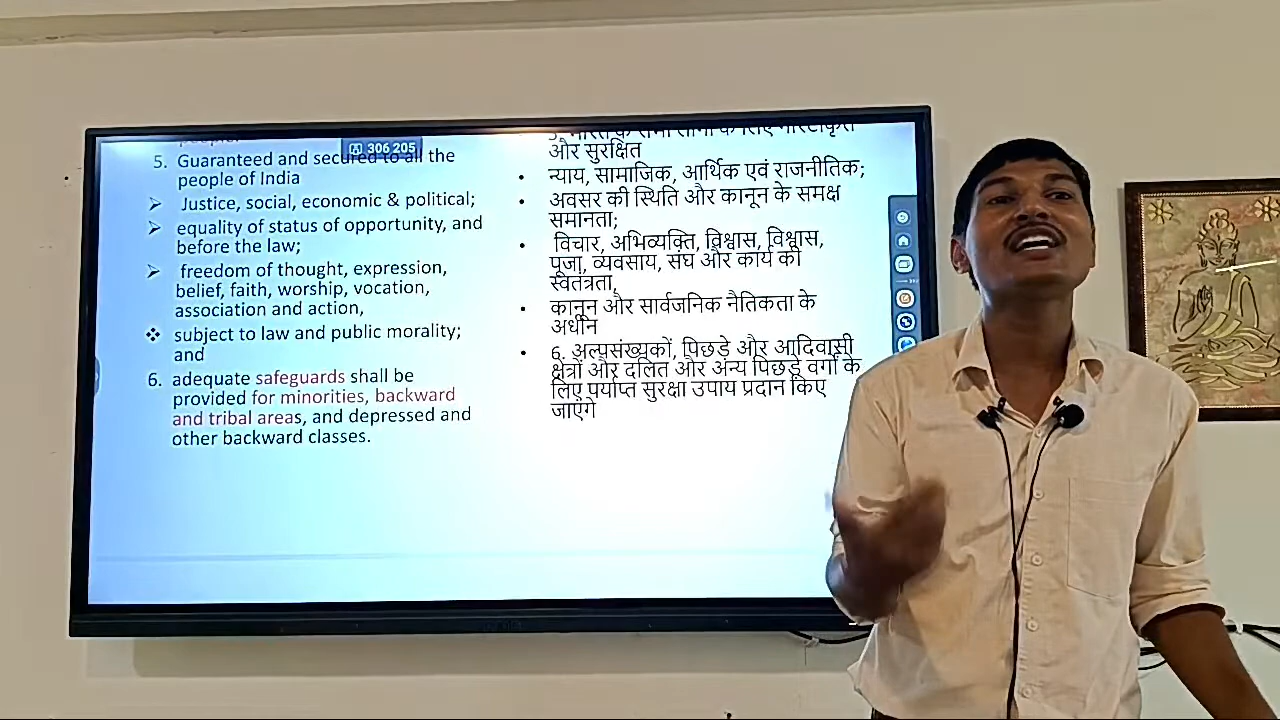 306 205
5. Guaranteed and secured to all the
people of India
➢ Justice, social, economic & political;
➢ equality of status of opportunity, and
before the law;
➢ freedom of thought, expression,
belief, faith, worship, vocation,
association and action,
❖ subject to law and public morality;
and
6. adequate safeguards shall be
provided for minorities, backward
and tribal areas, and depressed and
other backward classes.
और सुरक्षित
• न्याय, सामाजिक, आर्थिक एवं राजनीतिक;
• अवसर की स्थिति और कानून के समक्ष
समानता;
• विचार, अभिव्यक्ति, विश्वास, विश्वास,
पूजा, व्यवसाय, संघ और कार्य की
स्वतंत्रता,
• कानून और सार्वजनिक नैतिकता के
अधीन
• 6. अल्पसंख्यकों, पिछड़े और आदिवासी
क्षेत्रों और दलित और अन्य पिछड़े वर्गों के
लिए पर्याप्त सुरक्षा उपाय प्रदान किए
जाएंगे